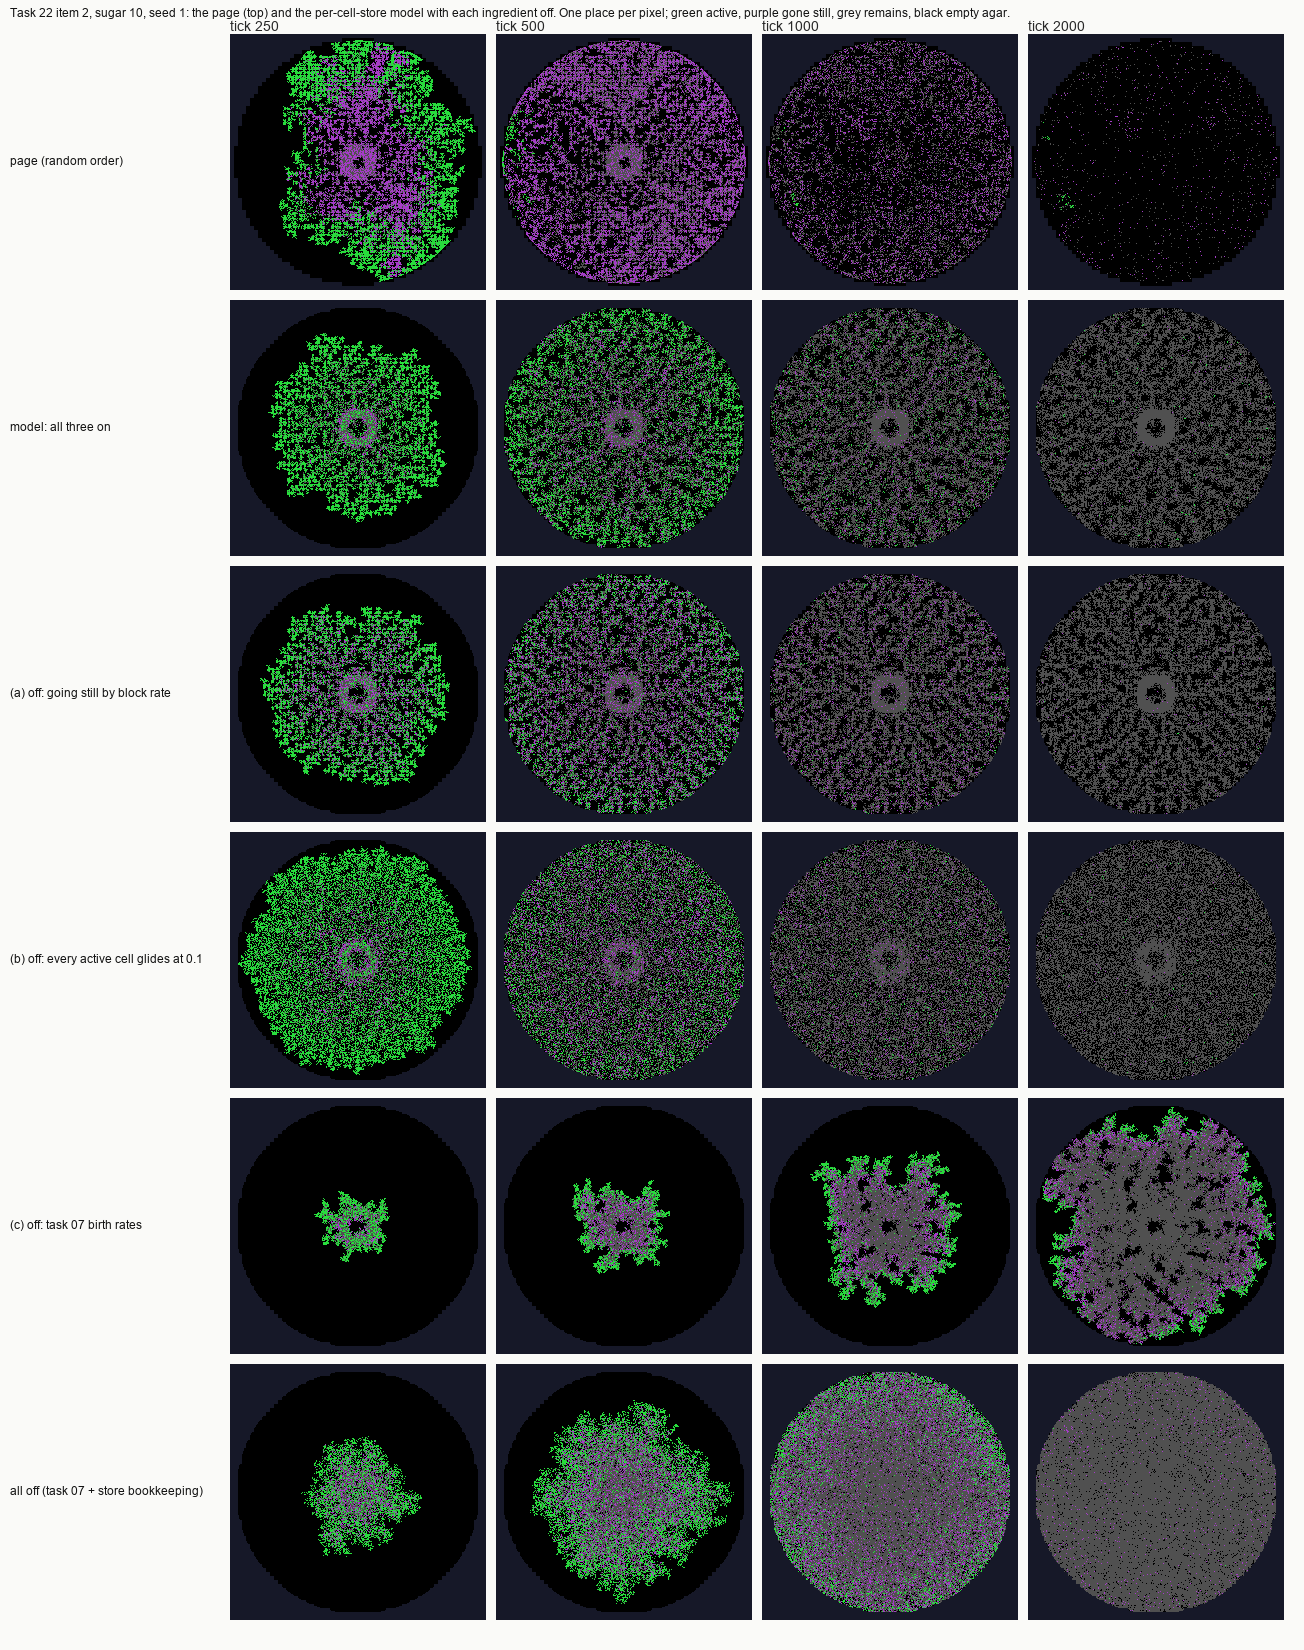 Task 22 item 2, sugar 10, seed 1: the page (top) and the per-cell-store model with each ingredient off. One place per pixel; green active, purple gone still, grey remains, black empty agar.
tick 250 tick 500 tick 1000 tick 2000
page (random order)
model: all three on
(a) off: going still by block rate
(b) off: every active cell glides at 0.1
(c) off: task 07 birth rates
all off (task 07 + store bookkeeping)